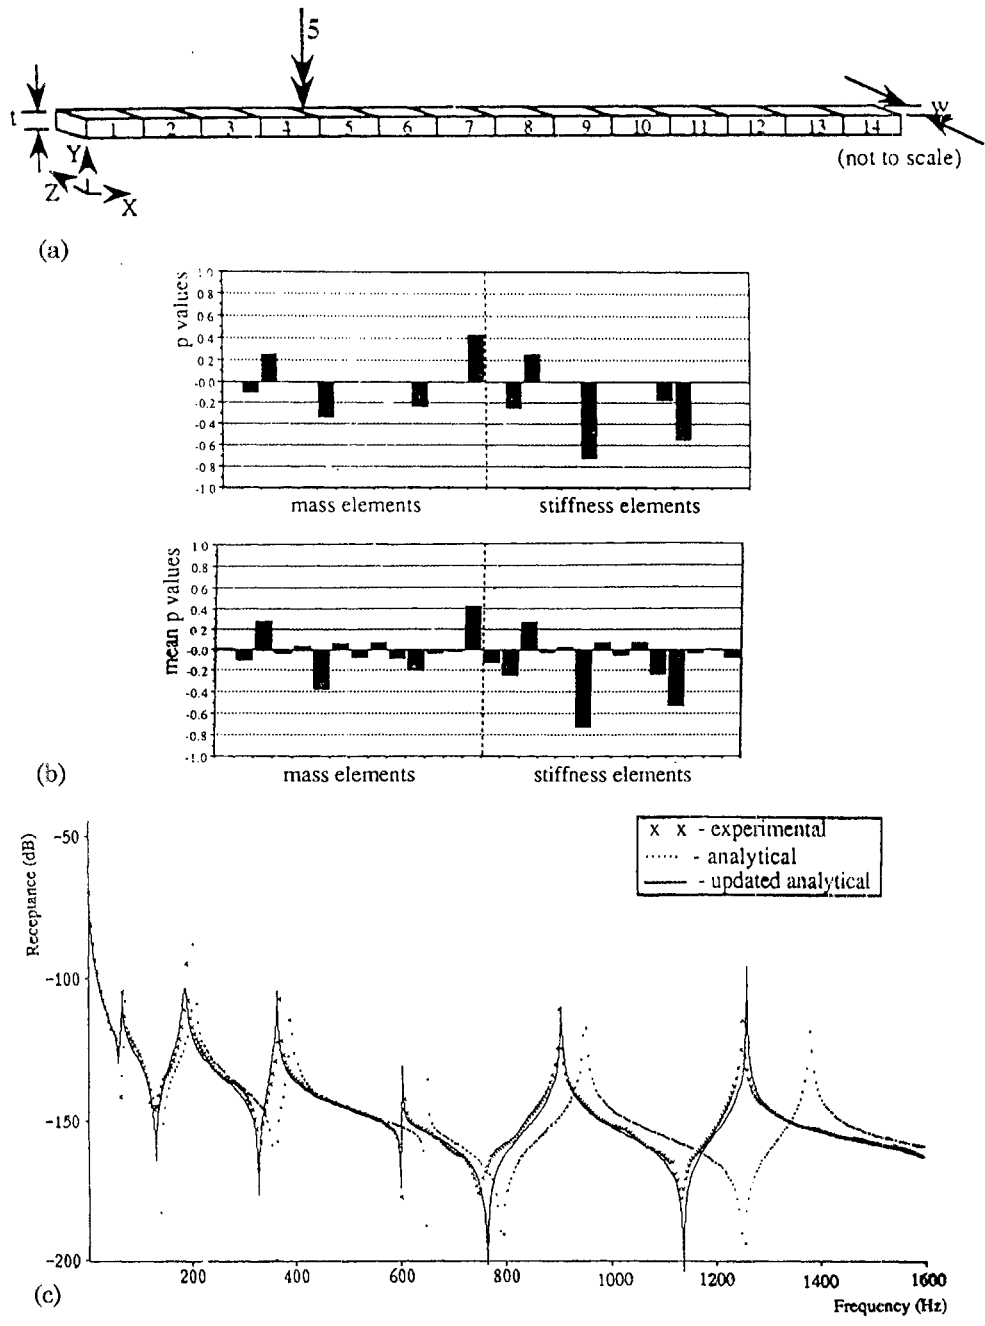 5
t
w
1 2 3 4 5 6 7 8 9 10 11 12 13 14
(not to scale)
Y
Z
X
(a)
p values
1 0
0 8
0 6
0 4
0 2
-0.0
-0.2
-0 4
-0 6
-0 8
-1 0
mass elements
stiffness elements
mean p values
1 0
0.8
0 6
0 4
0 2
-0.0
-0.2
-0 4
-0 6
-0 8
-1.0
(b)
mass elements
stiffness elements
x x - experimental
- analytical
- updated analytical
Receptance (dB)
-50
-100
-150
-200
200
400
600
800
1000
1200
1400
1600
(c)
Frequency (Hz)